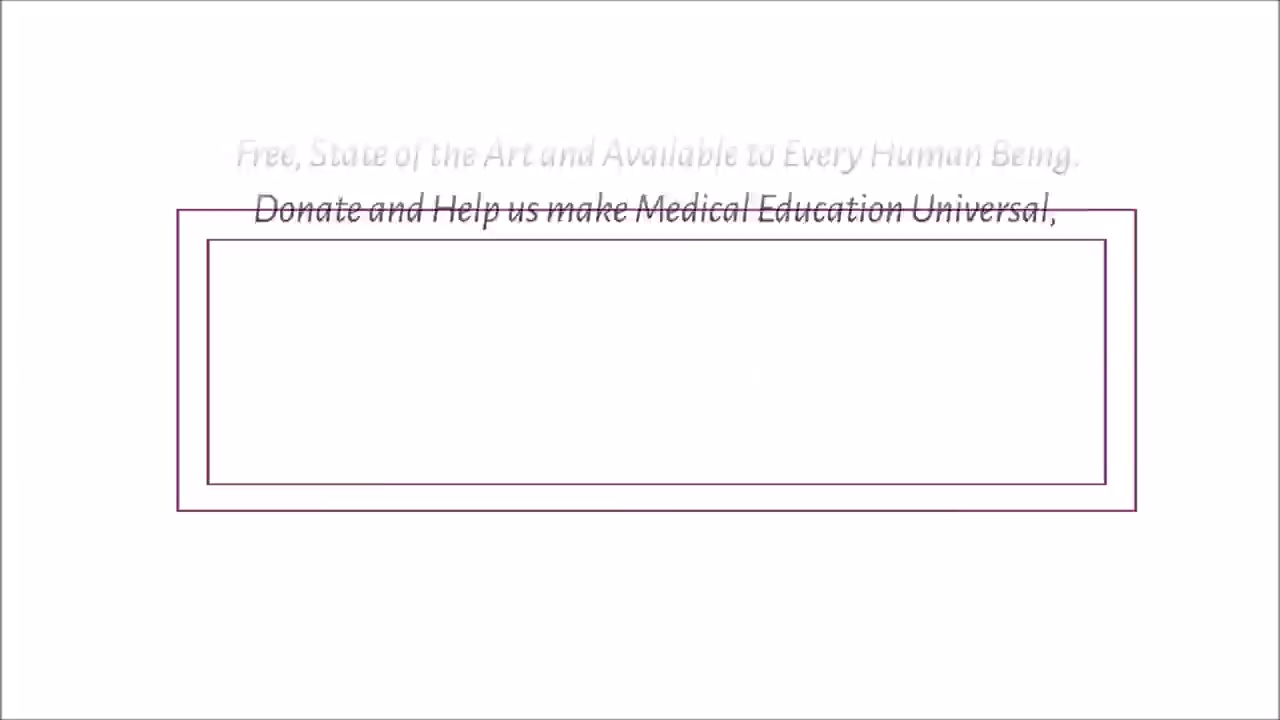 Free, State of the Art and Available to Every Human Being.
Donate and Help us make Medical Education Universal,